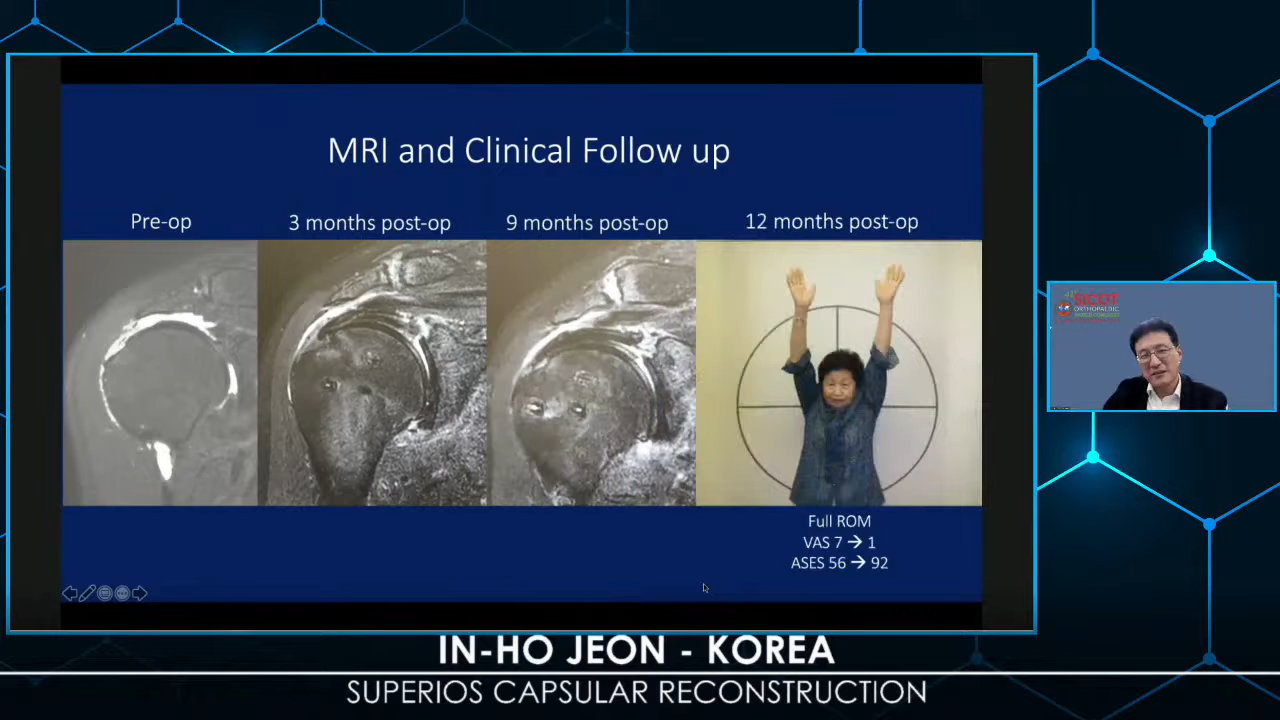 MRI and Clinical Follow up
Pre-op
3 months post-op
9 months post-op
12 months post-op
Full ROM
VAS 7 → 1
ASES 56 → 92
SICOT
ORTHOPAEDIC
IN-HO JEON - KOREA
SUPERIOS CAPSULAR RECONSTRUCTION